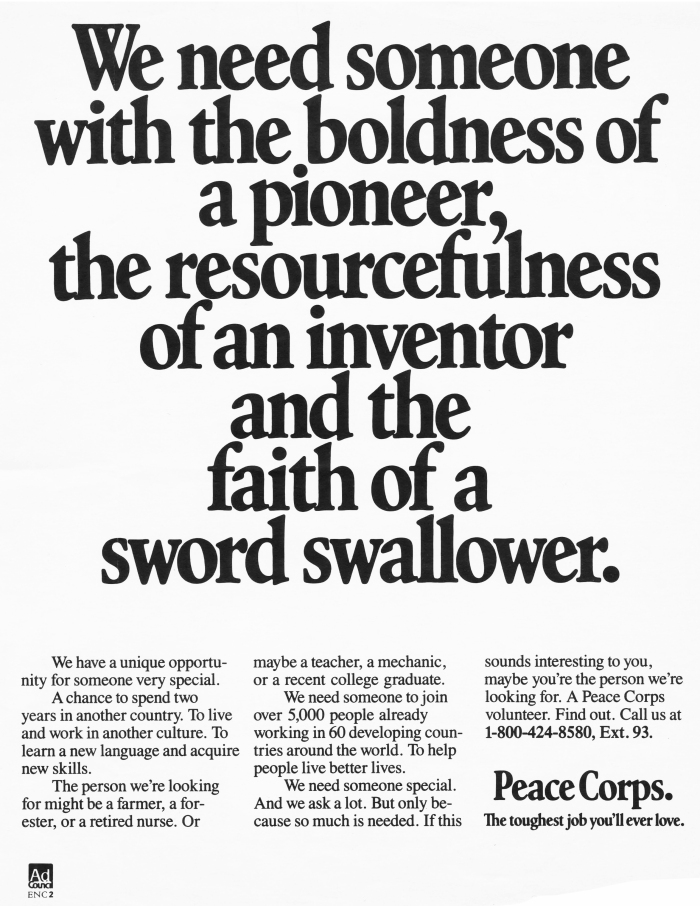 We need someone
with the boldness of
a pioneer,
the resourcefulness
of an inventor
and the
faith of a
sword swallower.
We have a unique opportu-
nity for someone very special.
A chance to spend two
years in another country. To live
and work in another culture. To
learn a new language and acquire
new skills.
The person we're looking
for might be a farmer, a for-
ester, or a retired nurse. Or
maybe a teacher, a mechanic,
or a recent college graduate.
We need someone to join
over 5,000 people already
working in 60 developing coun-
tries around the world. To help
people live better lives.
We need someone special.
And we ask a lot. But only be-
cause so much is needed. If this
sounds interesting to you,
maybe you're the person we're
looking for. A Peace Corps
volunteer. Find out. Call us at
1-800-424-8580, Ext. 93.
Peace Corps.
The toughest job you'll ever love.
Ad
Council
ENC2